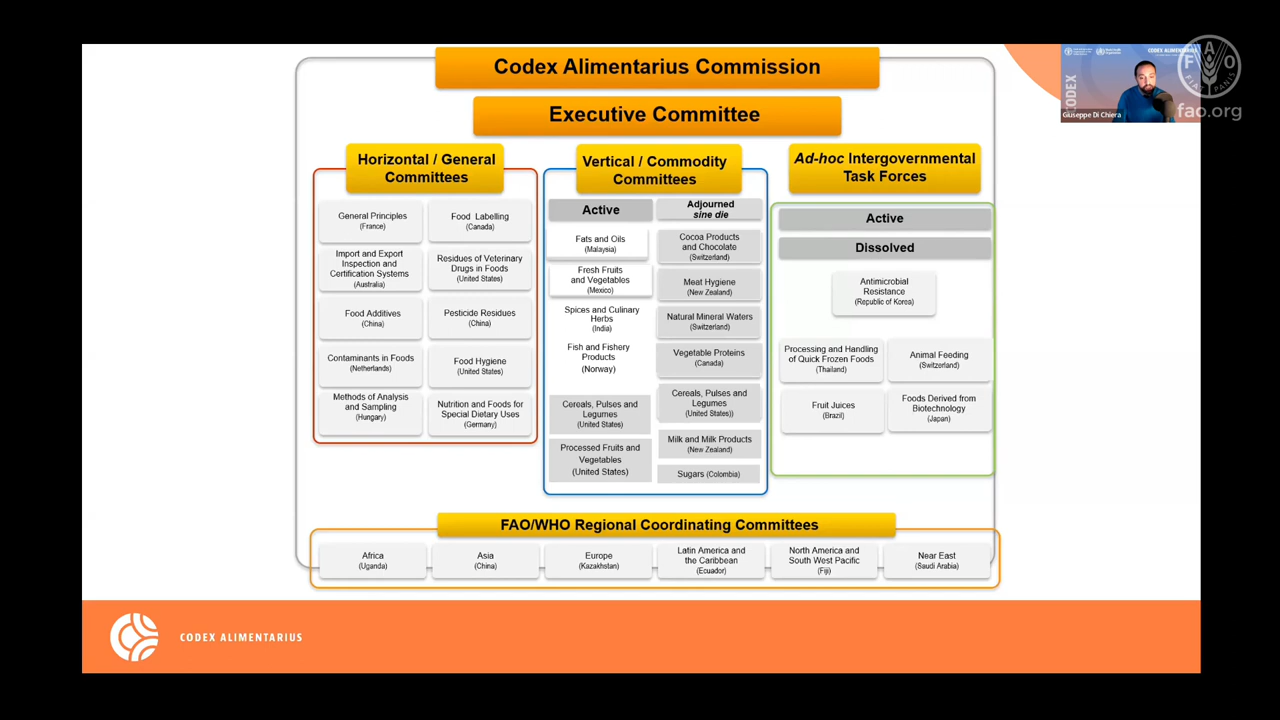 Codex Alimentarius Commission
Executive Committee
Horizontal / General
Committees
General Principles
(France)
Food Labelling
(Canada)
Import and Export
Inspection and
Certification Systems
(Australia)
Residues of Veterinary
Drugs in Foods
(United States)
Food Additives
(China)
Pesticide Residues
(China)
Contaminants in Foods
(Netherlands)
Food Hygiene
(United States)
Methods of Analysis
and Sampling
(Hungary)
Nutrition and Foods for
Special Dietary Uses
(Germany)
Vertical / Commodity
Committees
Active
Fats and Oils
(Malaysia)
Fresh Fruits
and Vegetables
(Mexico)
Spices and Culinary
Herbs
(India)
Fish and Fishery
Products
(Norway)
Cereals, Pulses and
Legumes
(United States)
Processed Fruits and
Vegetables
(United States)
Adjourned
sine die
Cocoa Products
and Chocolate
(Switzerland)
Meat Hygiene
(New Zealand)
Natural Mineral Waters
(Switzerland)
Vegetable Proteins
(Canada)
Cereals, Pulses and
Legumes
(United States))
Milk and Milk Products
(New Zealand)
Sugars (Colombia)
Ad-hoc Intergovernmental
Task Forces
Active
Dissolved
Antimicrobial
Resistance
(Republic of Korea)
Processing and Handling
of Quick Frozen Foods
(Thailand)
Animal Feeding
(Switzerland)
Fruit Juices
(Brazil)
Foods Derived from
Biotechnology
(Japan)
FAO/WHO Regional Coordinating Committees
Africa
(Uganda)
Asia
(China)
Europe
(Kazakhstan)
Latin America and
the Caribbean
(Ecuador)
North America and
South West Pacific
(Fiji)
Near East
(Saudi Arabia)
CODEX ALIMENTARIUS
CODEX ALIMENTARIUS
CODEX
Giuseppe Di Chiera
F A O
FIAT PANIS
fao.org